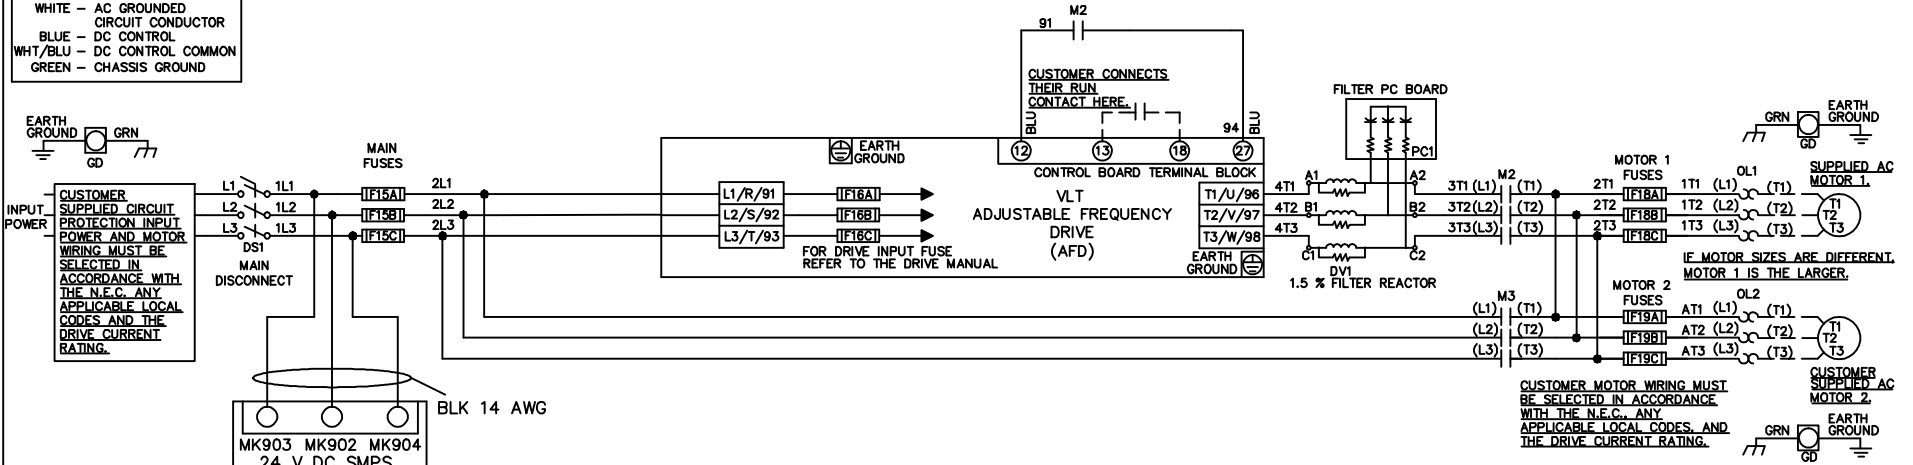 WHITE – AC GROUNDED
CIRCUIT CONDUCTOR
BLUE – DC CONTROL
WHT/BLU – DC CONTROL COMMON
GREEN – CHASSIS GROUND
EARTH
GROUND
GRN
GD
INPUT
POWER
CUSTOMER
SUPPLIED CIRCUIT
PROTECTION INPUT
POWER AND MOTOR
WIRING MUST BE
SELECTED IN
ACCORDANCE WITH
THE N.E.C. ANY
APPLICABLE LOCAL
CODES AND THE
DRIVE CURRENT
RATING.
L1
L2
L3
1L1
1L2
1L3
DS1
MAIN
DISCONNECT
MAIN
FUSES
F15A
F15B
F15C
2L1
2L2
2L3
BLK 14 AWG
MK903 MK902 MK904
24 V DC SMPS
L1/R/91
L2/S/92
L3/T/93
EARTH
GROUND
F16A
F16B
F16C
FOR DRIVE INPUT FUSE
REFER TO THE DRIVE MANUAL
91
M2
CUSTOMER CONNECTS
THEIR RUN
CONTACT HERE.
BLU
94
BLU
12
13
18
27
CONTROL BOARD TERMINAL BLOCK
VLT
ADJUSTABLE FREQUENCY
DRIVE
(AFD)
T1/U/96
T2/V/97
T3/W/98
EARTH
GROUND
4T1
4T2
4T3
FILTER PC BOARD
PC1
A1
A2
B1
B2
C1
C2
DV1
1.5 % FILTER REACTOR
M2
3T1 (L1) (T1)
3T2(L2) (T2)
3T3(L3) (T3)
M3
(L1) (T1)
(L2) (T2)
(L3) (T3)
MOTOR 1
FUSES
2T1 F18A 1T1 (L1)
2T2 F18B 1T2 (L2)
2T3 F18C 1T3 (L3)
OL1
(T1)
(T2)
(T3)
T1
T2
T3
EARTH
GROUND
GRN
GD
SUPPLIED AC
MOTOR 1.
IF MOTOR SIZES ARE DIFFERENT,
MOTOR 1 IS THE LARGER.
MOTOR 2
FUSES
F19A AT1 (L1)
F19B AT2 (L2)
F19C AT3 (L3)
OL2
(T1)
(T2)
(T3)
T1
T2
T3
CUSTOMER
SUPPLIED AC
MOTOR 2.
CUSTOMER MOTOR WIRING MUST
BE SELECTED IN ACCORDANCE
WITH THE N.E.C., ANY
APPLICABLE LOCAL CODES, AND
THE DRIVE CURRENT RATING.
EARTH
GROUND
GRN
GD